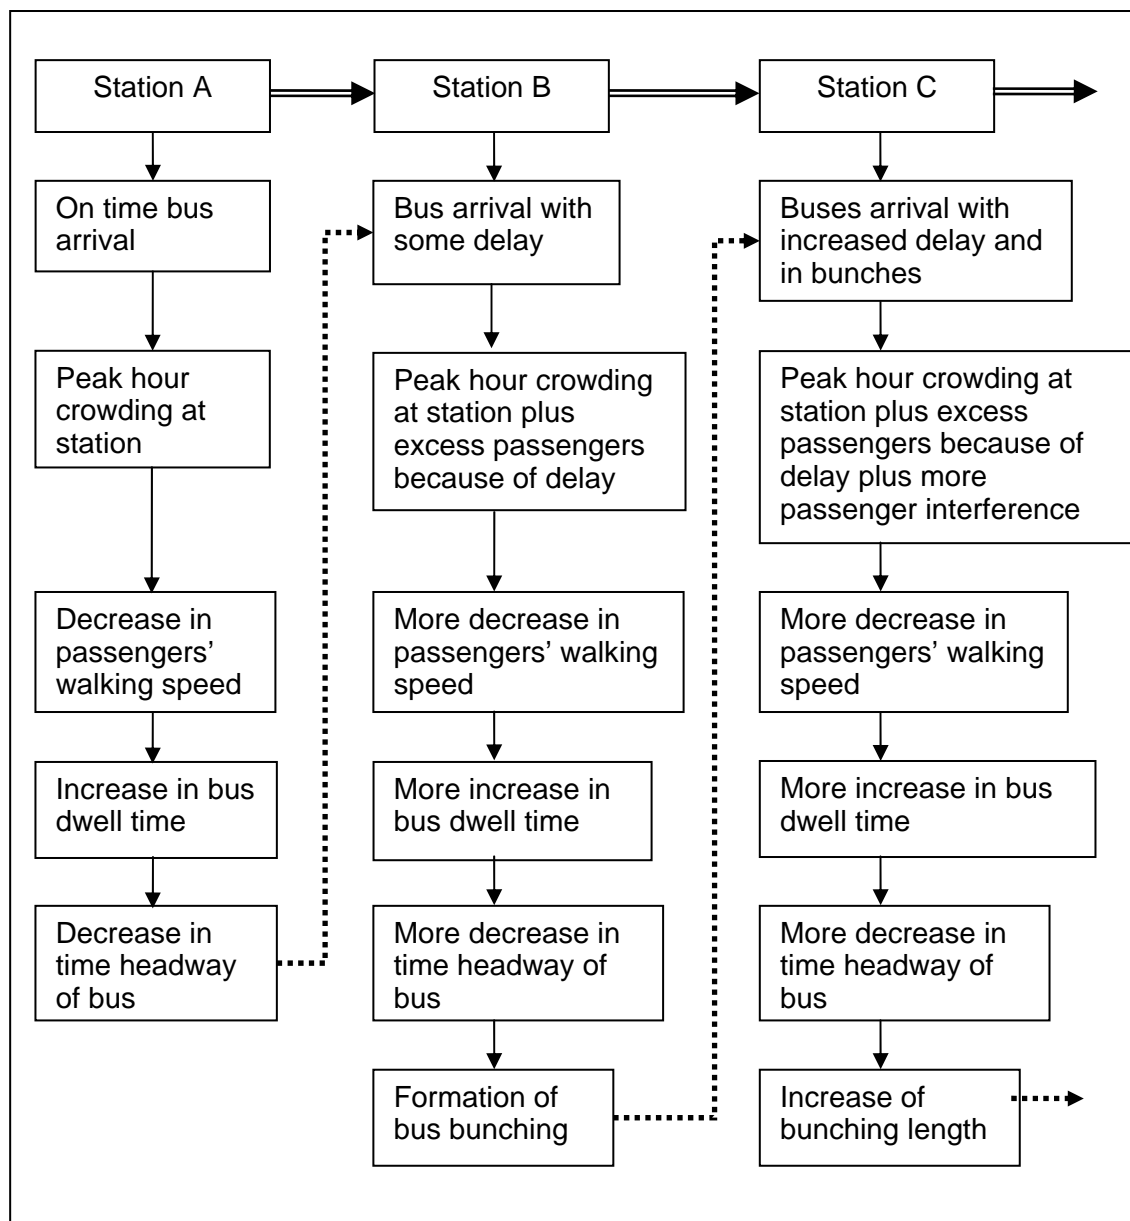 Station A
On time bus
arrival
Peak hour
crowding at
station
Decrease in
passengers’
walking speed
Increase in bus
dwell time
Decrease in
time headway
of bus
Station B
Bus arrival with
some delay
Peak hour crowding
at station plus
excess passengers
because of delay
More decrease in
passengers’ walking
speed
More increase in
bus dwell time
More decrease in
time headway of
bus
Formation of
bus bunching
Station C
Buses arrival with
increased delay and
in bunches
Peak hour crowding at
station plus excess
passengers because of
delay plus more
passenger interference
More decrease in
passengers’ walking
speed
More increase in bus
dwell time
More decrease in
time headway of
bus
Increase of
bunching length